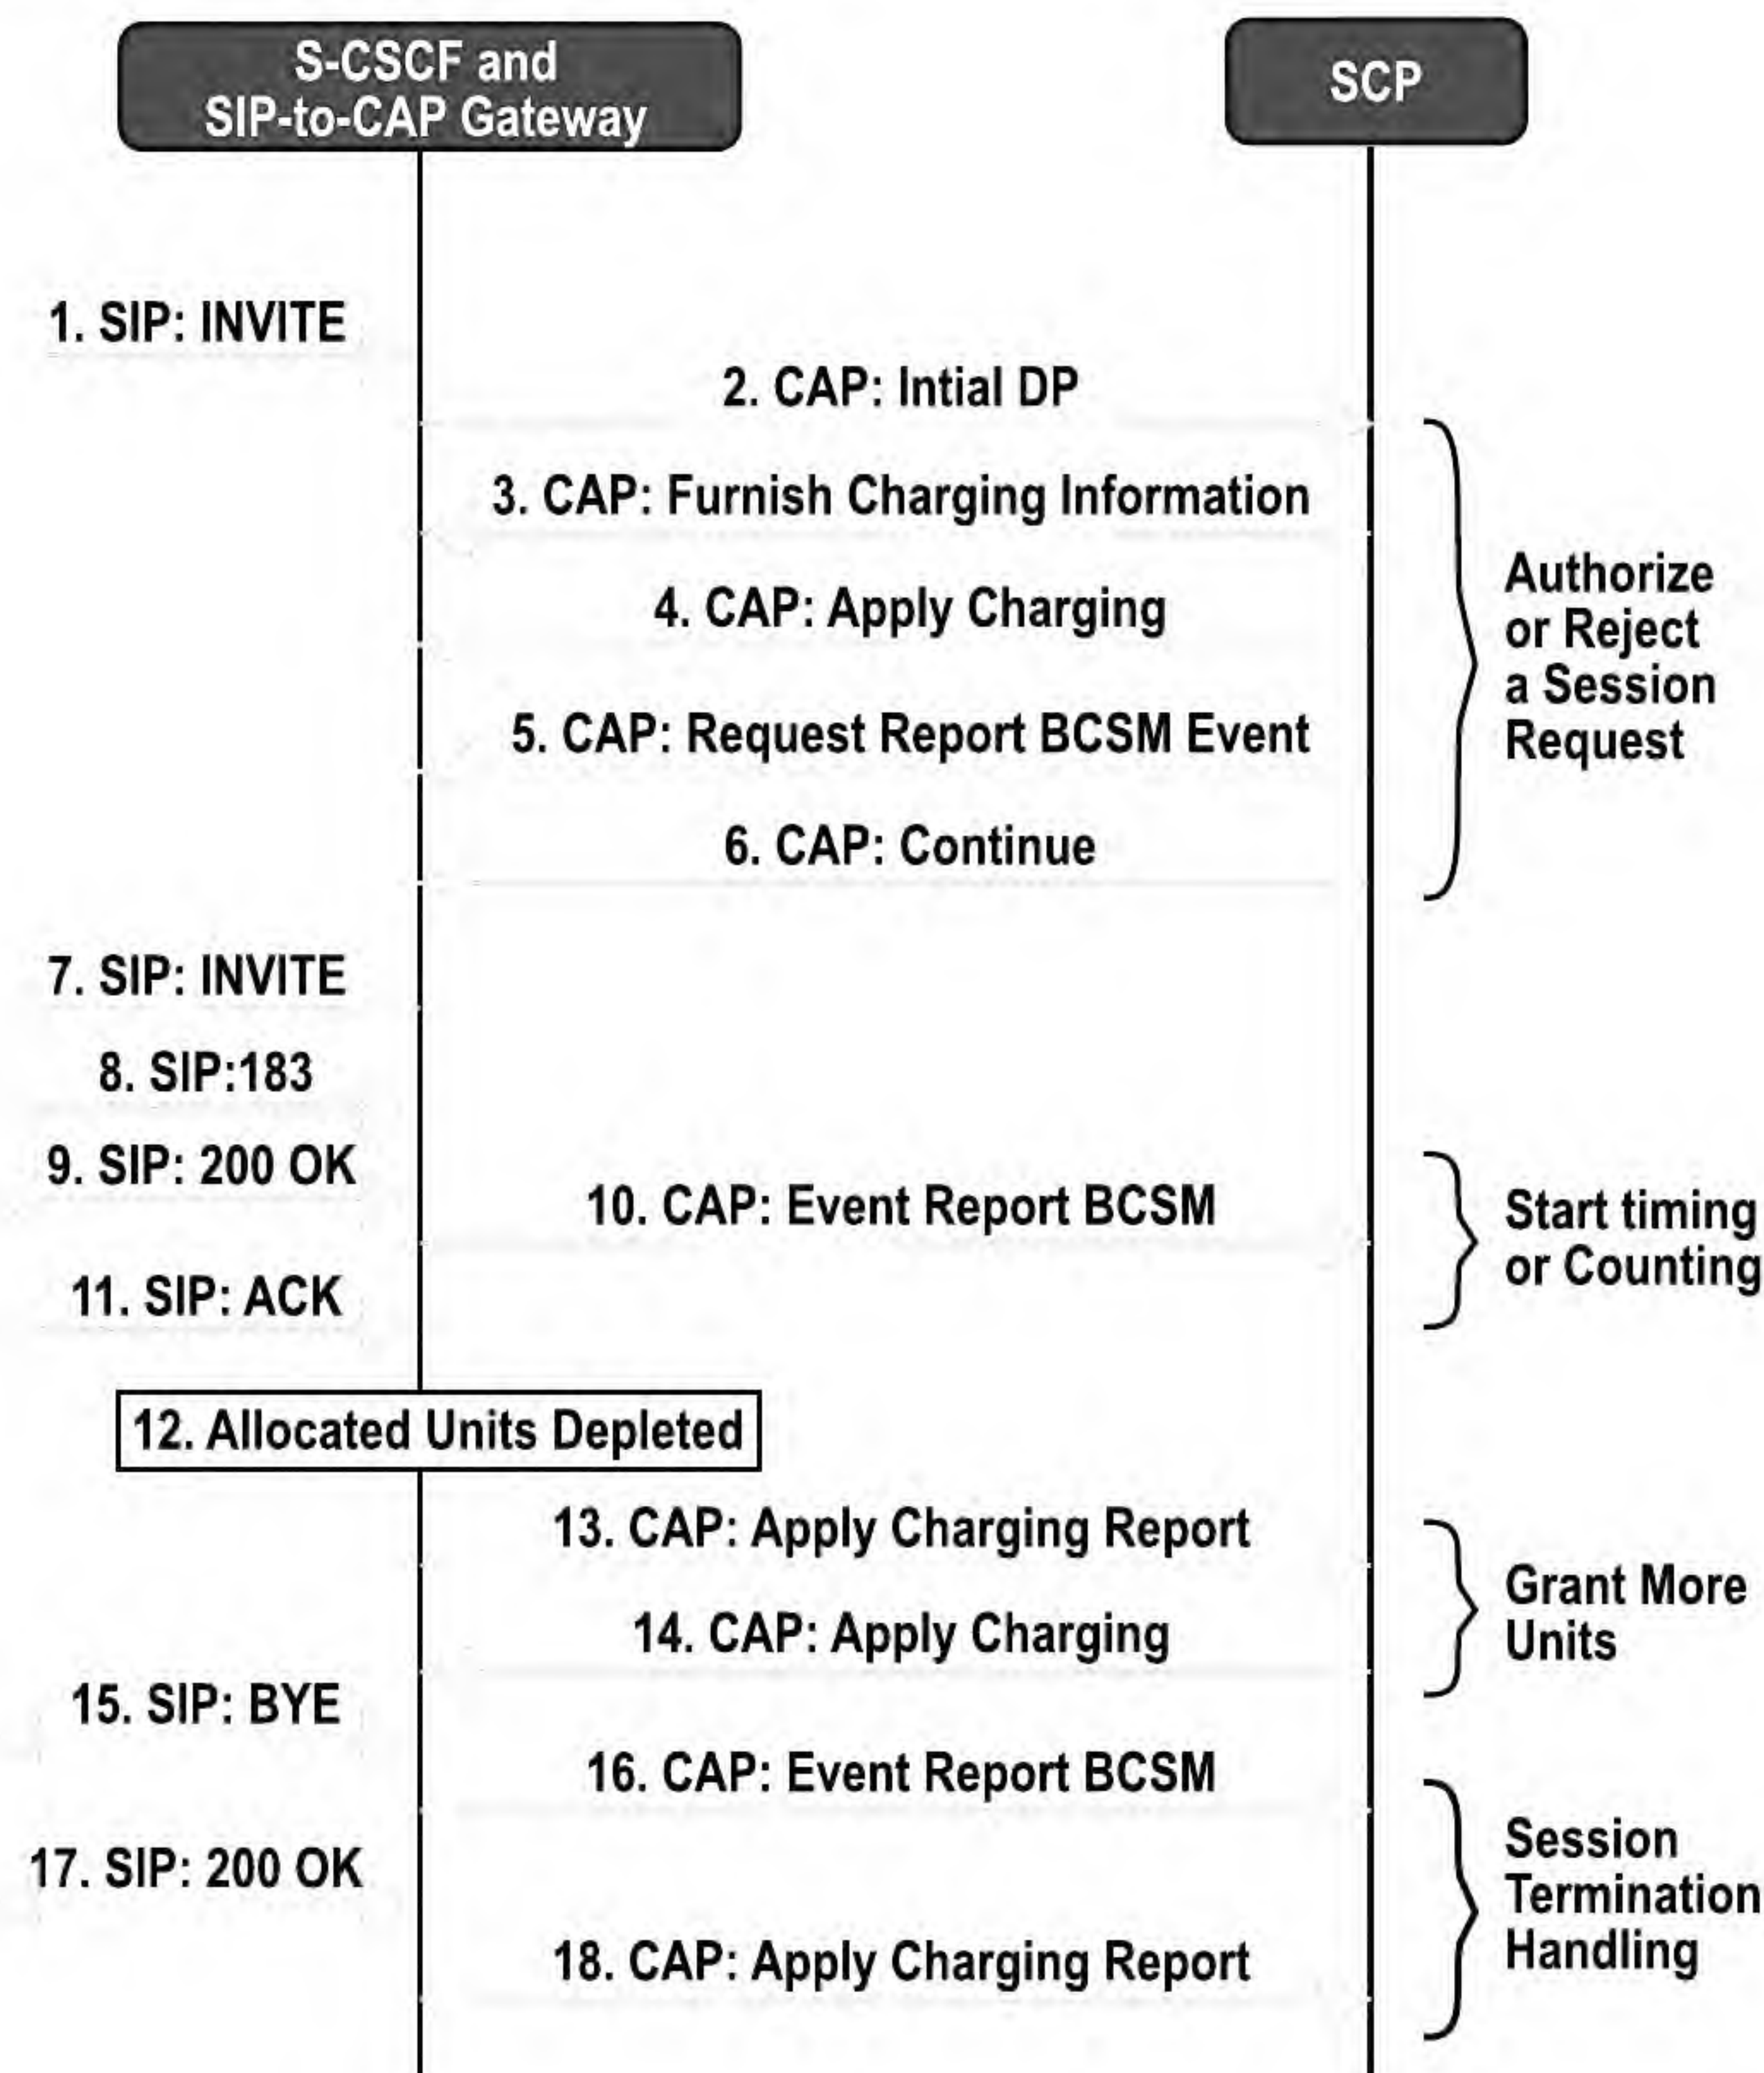 S-CSCF and
SIP-to-CAP Gateway
SCP
1. SIP: INVITE
2. CAP: Intial DP
3. CAP: Furnish Charging Information
4. CAP: Apply Charging
5. CAP: Request Report BCSM Event
6. CAP: Continue
Authorize
or Reject
a Session
Request
7. SIP: INVITE
8. SIP:183
9. SIP: 200 OK
10. CAP: Event Report BCSM
11. SIP: ACK
Start timing
or Counting
12. Allocated Units Depleted
13. CAP: Apply Charging Report
14. CAP: Apply Charging
Grant More
Units
15. SIP: BYE
16. CAP: Event Report BCSM
17. SIP: 200 OK
18. CAP: Apply Charging Report
Session
Termination
Handling